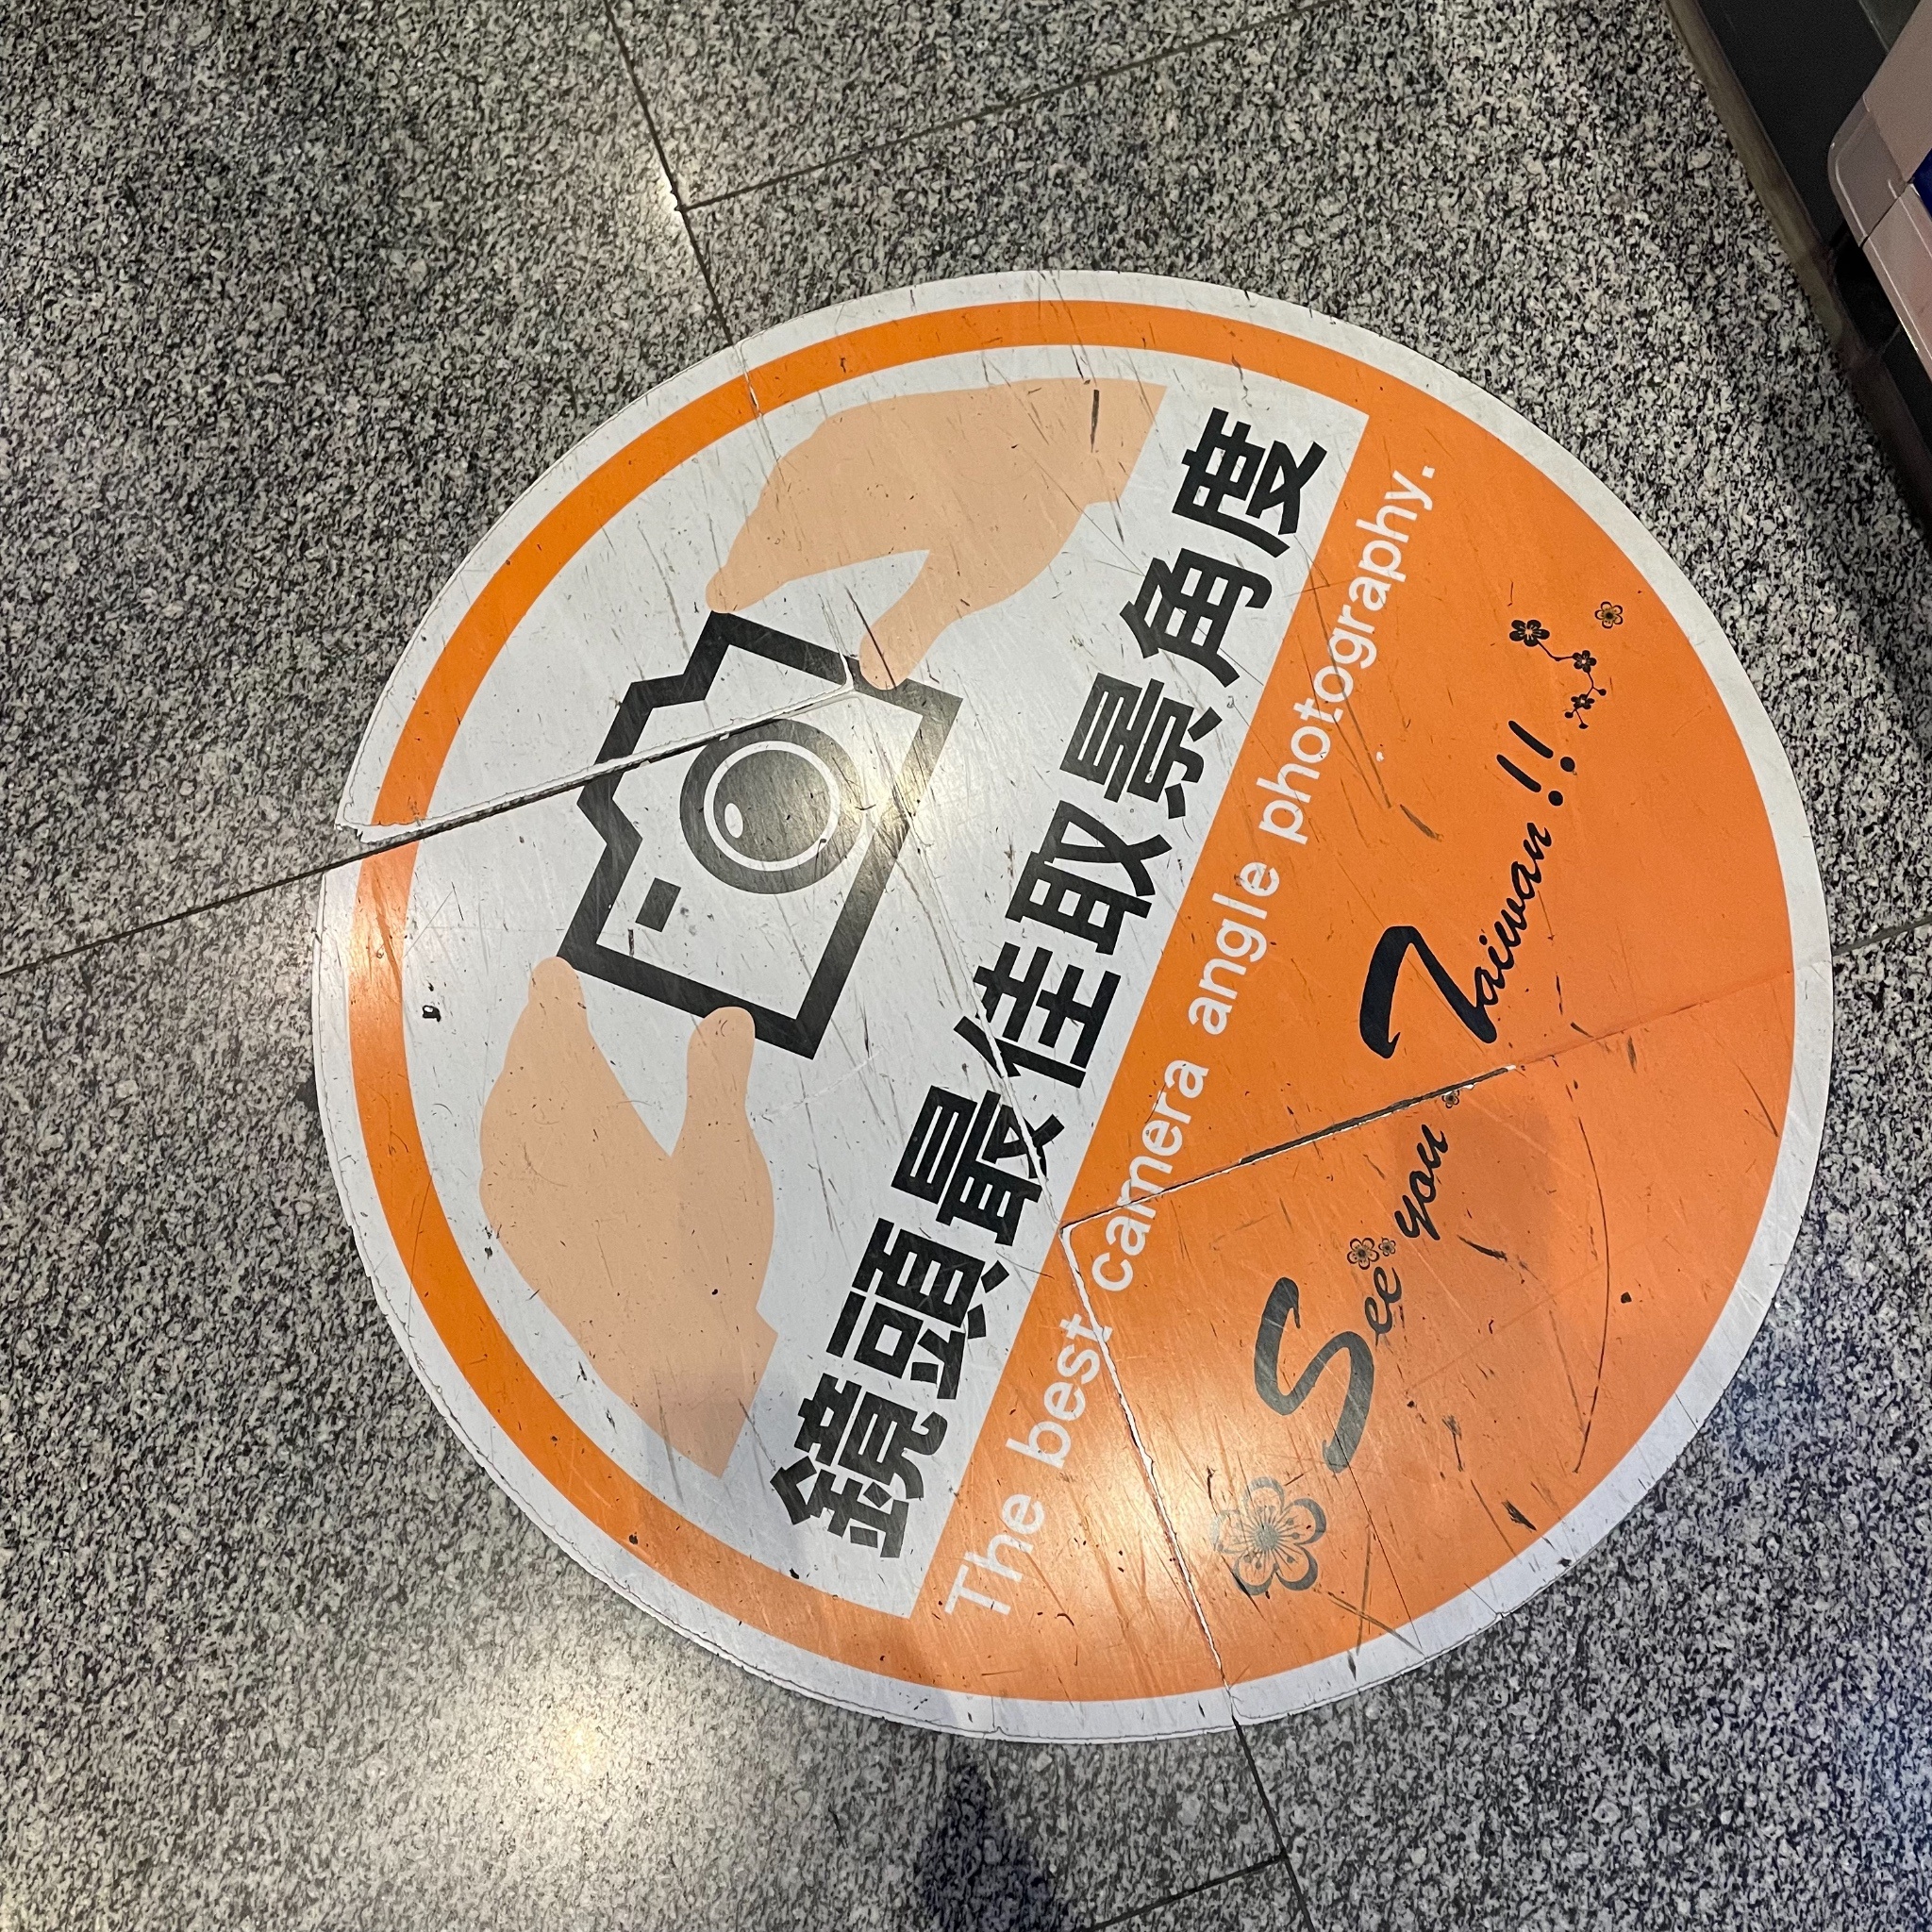 鏡頭最佳取景角度
The best camera angle photography.
See you Taiwan!!